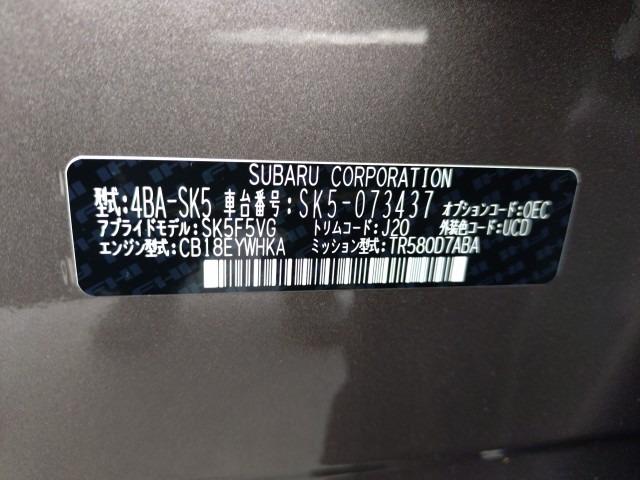 SUBARU CORPORATION
型式:4BA-SK5 車台番号:SK5-073437 オプションコード:OEC
アプライドモデル:SK5F5VG トリムコード:J20 外装色コード:UCD
エンジン型式:CB18EYWHKA ミッション型式:TR580D7ABA